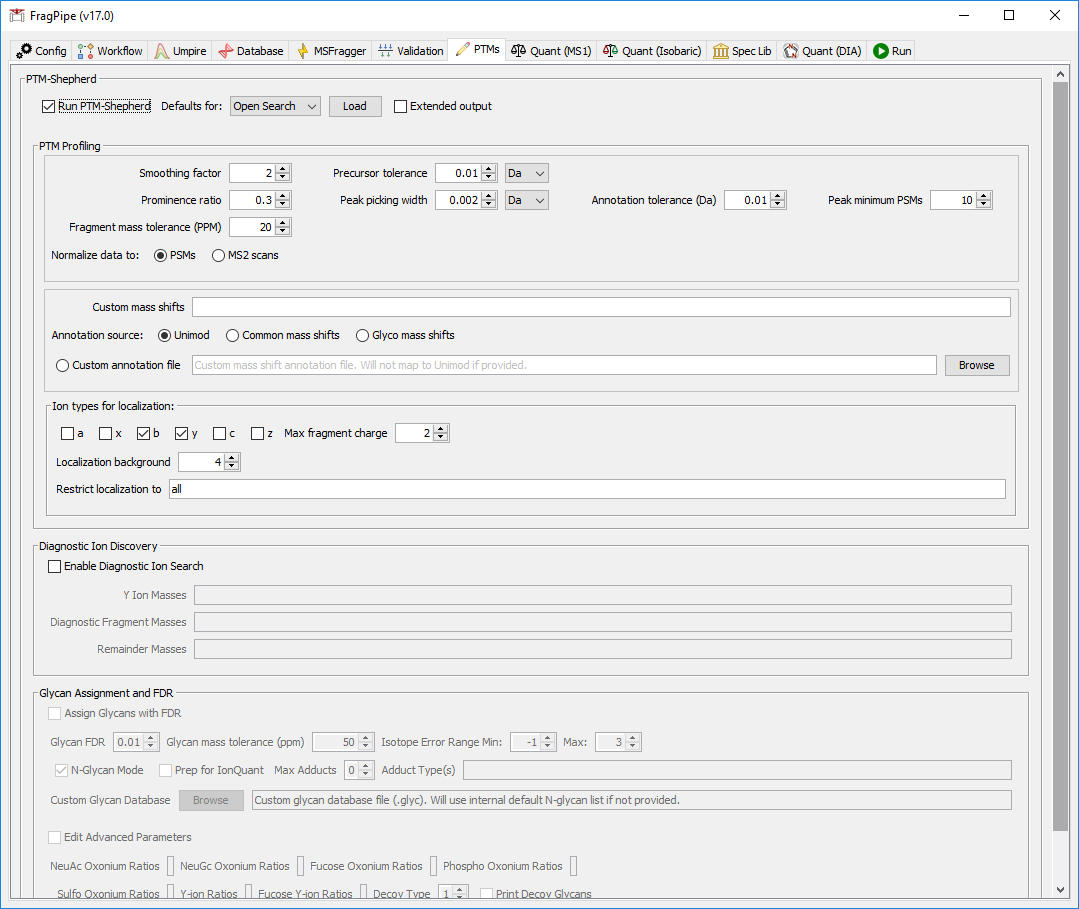 FragPipe (v17.0)
Config Workflow Umpire Database MSFragger Validation PTMs Quant (MS1) Quant (Isobaric) Spec Lib Quant (DIA) Run
PTM-Shepherd
Run PTM-Shepherd Defaults for: Open Search Load Extended output
PTM Profiling
Smoothing factor 2 Precursor tolerance 0.01 Da
Prominence ratio 0.3 Peak picking width 0.002 Da Annotation tolerance (Da) 0.01 Peak minimum PSMs 10
Fragment mass tolerance (PPM) 20
Normalize data to: PSMs MS2 scans
Custom mass shifts
Annotation source: Unimod Common mass shifts Glyco mass shifts
Custom annotation file Custom mass shift annotation file. Will not map to Unimod if provided. Browse
Ion types for localization:
a x b y c z Max fragment charge 2
Localization background 4
Restrict localization to all
Diagnostic Ion Discovery
Enable Diagnostic Ion Search
Y Ion Masses
Diagnostic Fragment Masses
Remainder Masses
Glycan Assignment and FDR
Assign Glycans with FDR
Glycan FDR 0.01 Glycan mass tolerance (ppm) 50 Isotope Error Range Min: -1 Max: 3
N-Glycan Mode Prep for IonQuant Max Adducts 0 Adduct Type(s)
Custom Glycan Database Browse Custom glycan database file (.glyc). Will use internal default N-glycan list if not provided.
Edit Advanced Parameters
NeuAc Oxonium Ratios NeuGc Oxonium Ratios Fucose Oxonium Ratios Phospho Oxonium Ratios
Sulfo Oxonium Ratios Y-ion Ratios Fucose Y-ion Ratios Decoy Type 1 Print Decoy Glycans